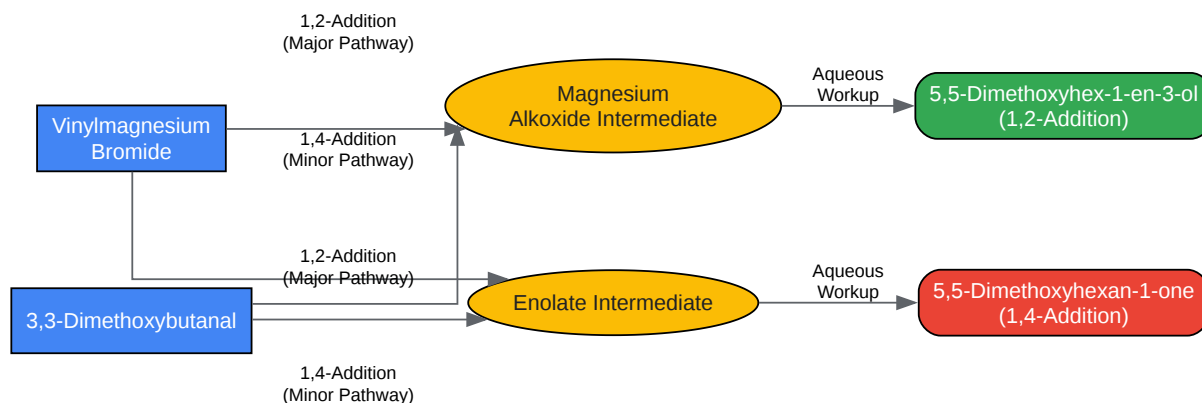 1,2-Addition
(Major Pathway)
Magnesium
Alkoxide Intermediate
Aqueous
Workup
5,5-Dimethoxyhex-1-en-3-ol
(1,2-Addition)
Vinylmagnesium
Bromide
1,4-Addition
(Minor Pathway)
1,2-Addition
(Major Pathway)
Enolate Intermediate
Aqueous
Workup
5,5-Dimethoxyhexan-1-one
(1,4-Addition)
3,3-Dimethoxybutanal
1,4-Addition
(Minor Pathway)